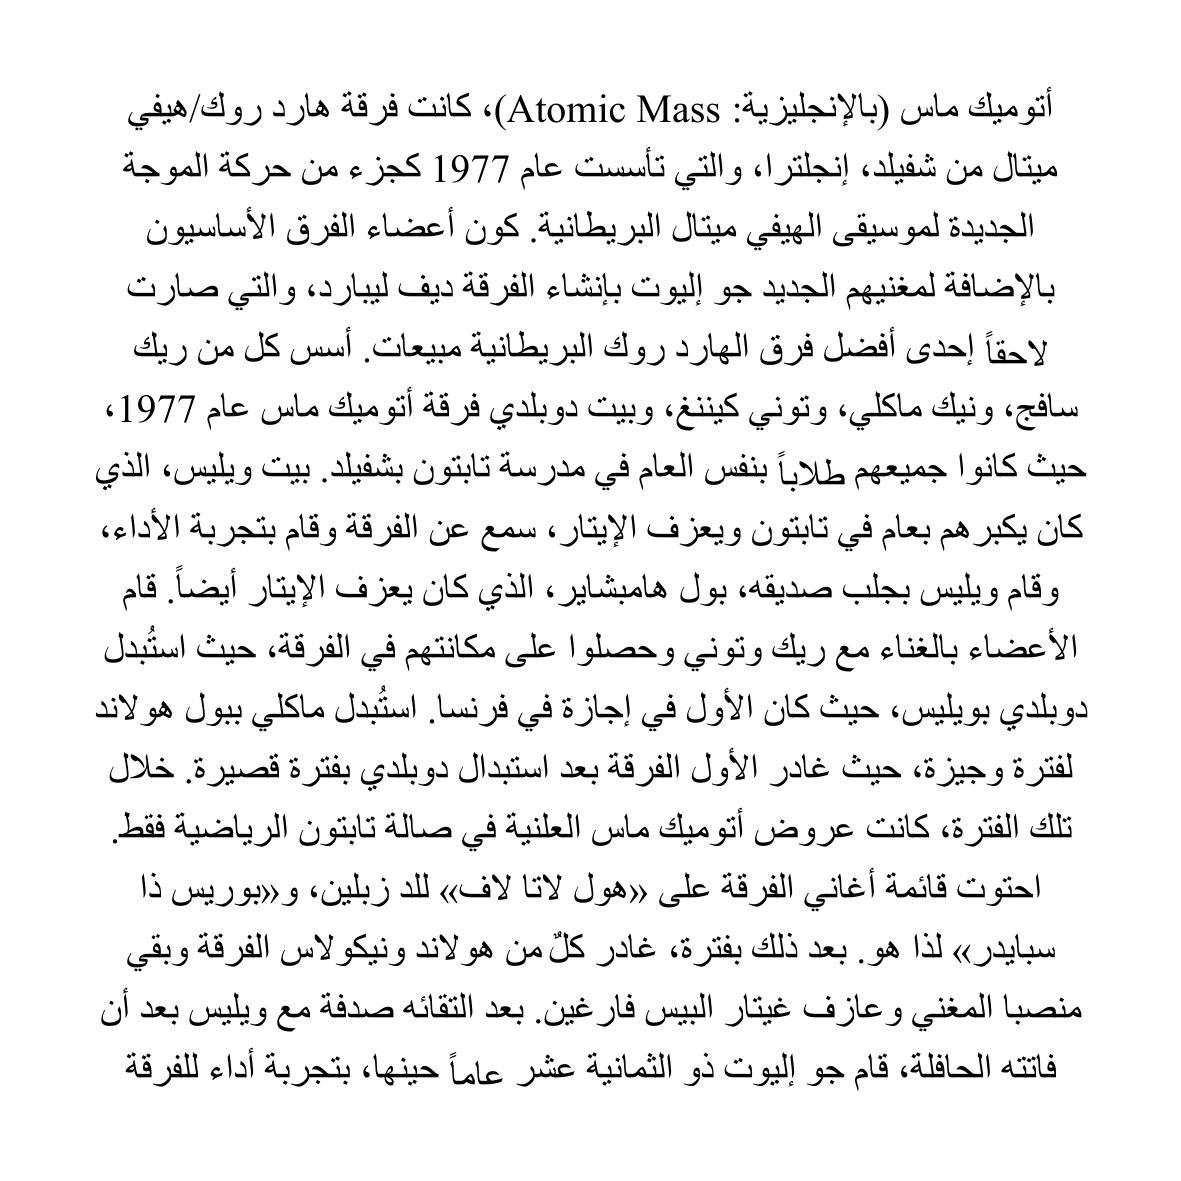 أتوميك ماس (بالإنجليزية: Atomic Mass)، كانت فرقة هارد روك/هيفي
ميتال من شفيلد، إنجلترا، والتي تأسست عام 1977 كجزء من حركة الموجة
الجديدة لموسيقى الهيفي ميتال البريطانية. كون أعضاء الفرق الأساسيون
بالإضافة لمغنيهم الجديد جو إليوت بإنشاء الفرقة ديف ليبارد، والتي صارت
لاحقاً إحدى أفضل فرق الهارد روك البريطانية مبيعات. أسس كل من ريك
سافج، ونيك ماكلي، وتوني كيننغ، وبيت دوبلدي فرقة أتوميك ماس عام 1977،
حيث كانوا جميعهم طلاباً بنفس العام في مدرسة تابتون بشفيلد. بيت ويليس، الذي
كان يكبرهم بعام في تابتون ويعزف الإيتار، سمع عن الفرقة وقام بتجربة الأداء،
وقام ويليس بجلب صديقه، بول هامبشاير، الذي كان يعزف الإيتار أيضاً. قام
الأعضاء بالغناء مع ريك وتوني وحصلوا على مكانتهم في الفرقة، حيث استُبدل
دوبلدي بويليس، حيث كان الأول في إجازة في فرنسا. استُبدل ماكلي ببول هولاند
لفترة وجيزة، حيث غادر الأول الفرقة بعد استبدال دوبلدي بفترة قصيرة. خلال
تلك الفترة، كانت عروض أتوميك ماس العلنية في صالة تابتون الرياضية فقط.
احتوت قائمة أغاني الفرقة على «هول لاتا لاف» للد زبلين، و«بوريس ذا
سبايدر» لذا هو. بعد ذلك بفترة، غادر كلٌ من هولاند ونيكولاس الفرقة وبقي
منصبا المغني وعازف غيتار البيس فارغين. بعد التقائه صدفة مع ويليس بعد أن
فاتته الحافلة، قام جو إليوت ذو الثمانية عشر عاماً حينها، بتجربة أداء للفرقة